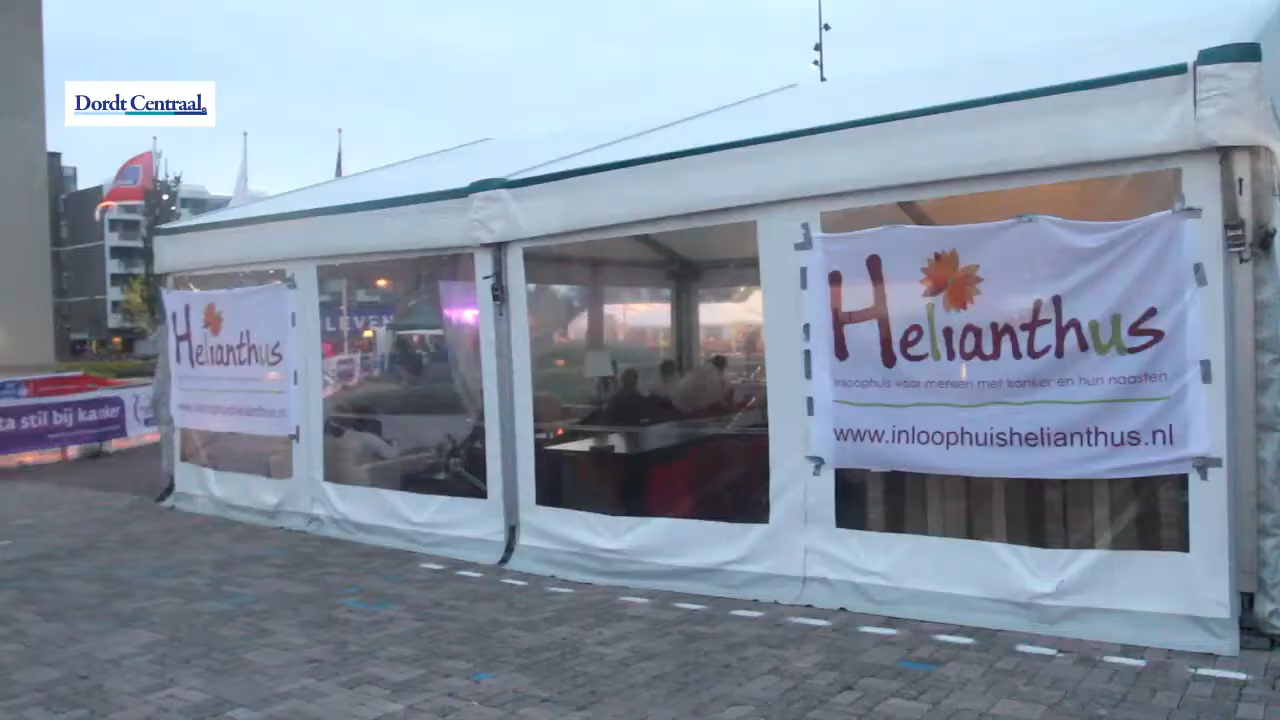 Dordt Centraal
Helianthus
inloophuis voor mensen met kanker en hun naasten
www.inloophuishelianthus.nl
Helianthus
LEVEN
ta stil bij kanker